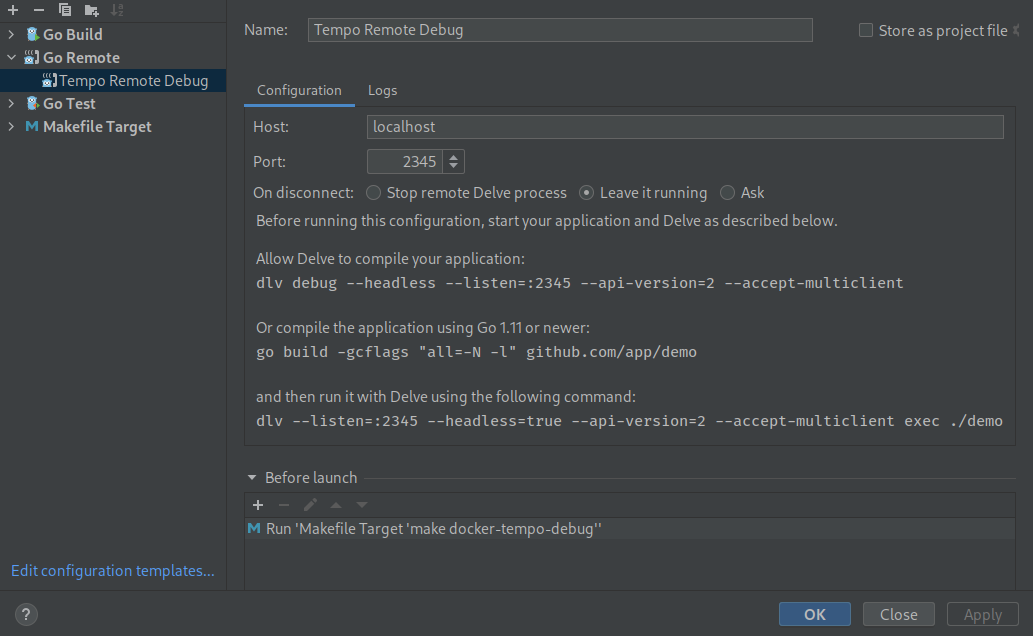 Name:
Tempo Remote Debug
Store as project file
Go Build
Go Remote
Tempo Remote Debug
Go Test
M Makefile Target
Configuration
Logs
Host:
localhost
Port:
2345
On disconnect: Stop remote Delve process Leave it running Ask
Before running this configuration, start your application and Delve as described below.
Allow Delve to compile your application:
dlv debug --headless --listen=:2345 --api-version=2 --accept-multiclient
Or compile the application using Go 1.11 or newer:
go build -gcflags "all=-N -l" github.com/app/demo
and then run it with Delve using the following command:
dlv --listen=:2345 --headless=true --api-version=2 --accept-multiclient exec ./demo
Before launch
M Run 'Makefile Target 'make docker-tempo-debug''
Edit configuration templates...
?
OK
Close
Apply